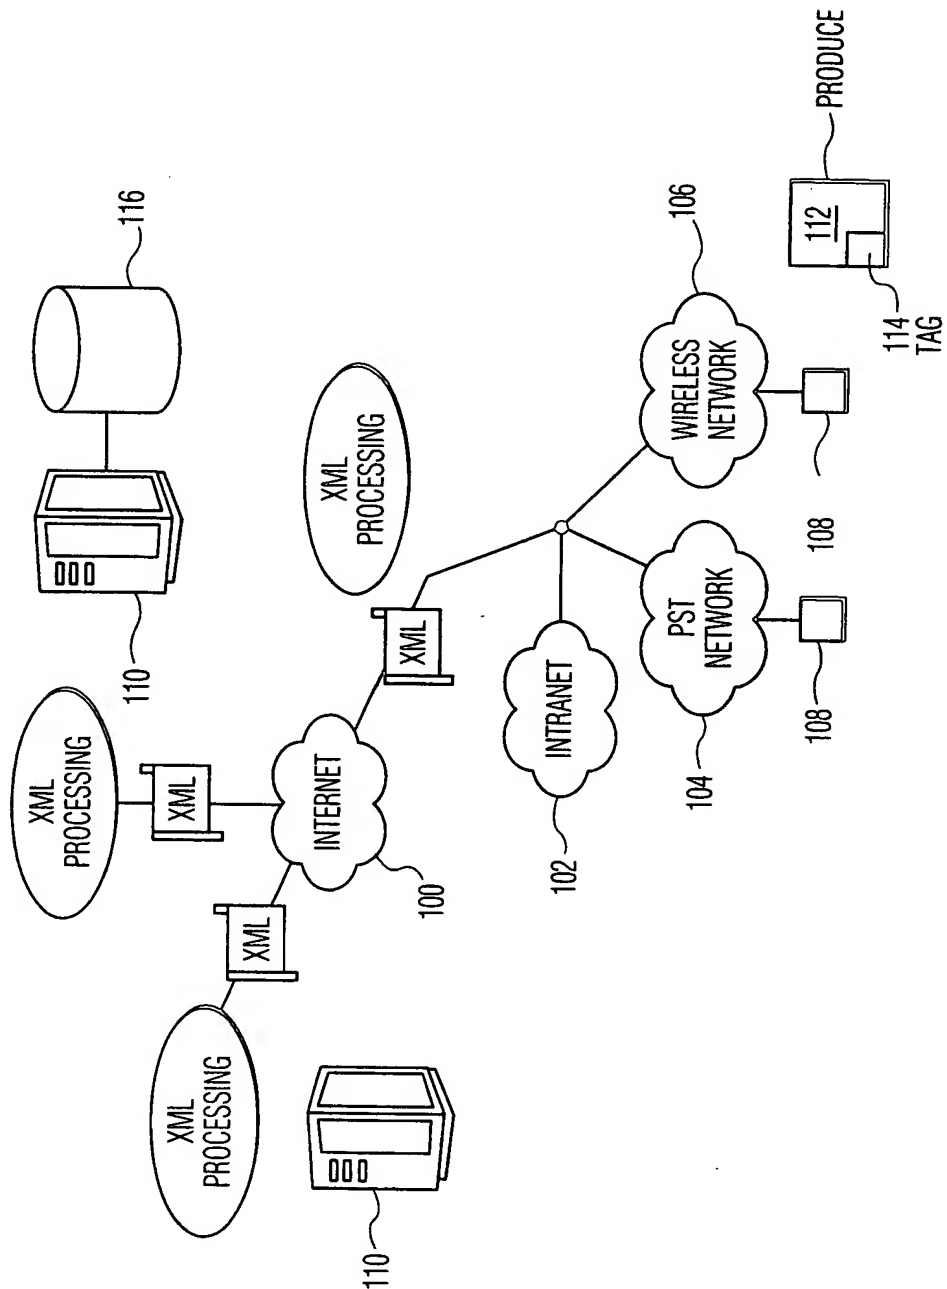 XML
PROCESSING
110
116
XML
XML
PROCESSING
XML
INTERNET
XML
PROCESSING
110
100
XML
102
INTRANET
104
PST
NETWORK
WIRELESS
NETWORK
106
108
108
112
PRODUCE
114
TAG